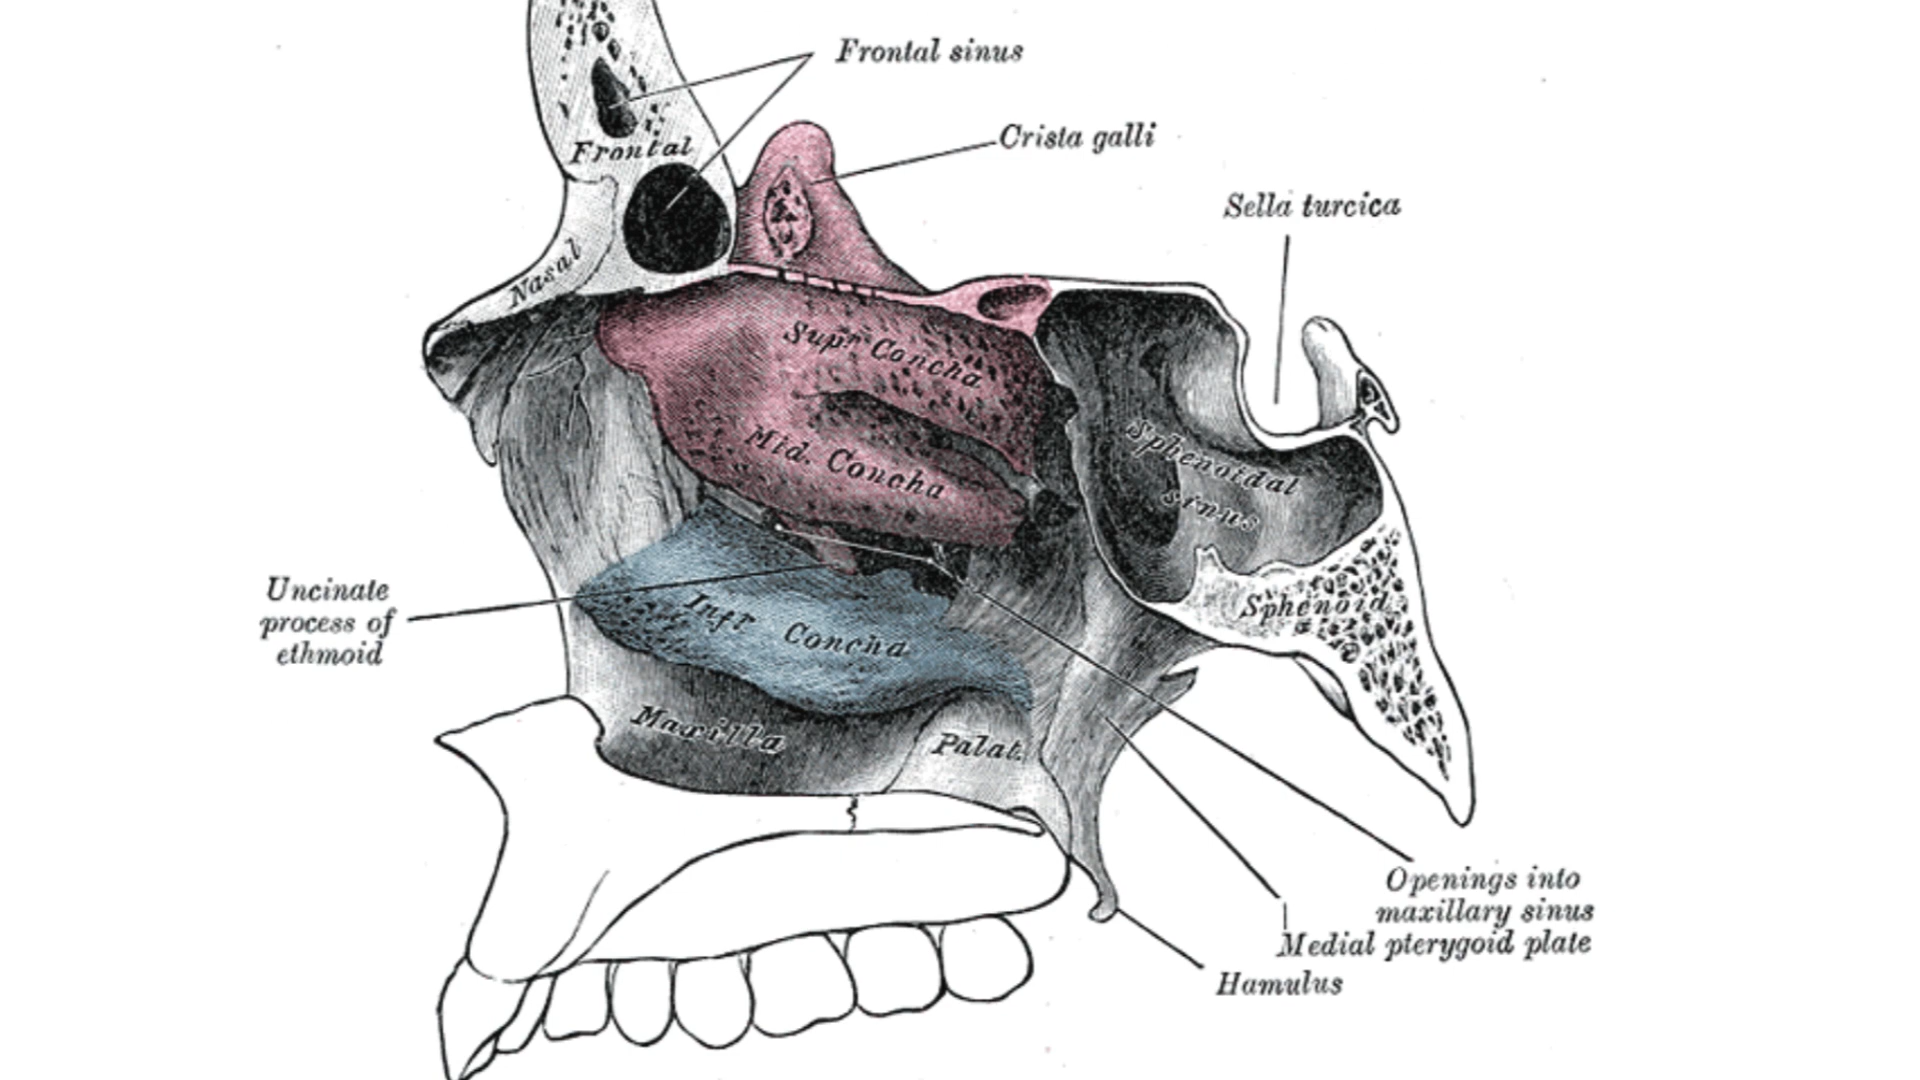 Frontal sinus
Crista galli
Frontal
Sella turcica
Nasal
Supr Concha
Mid. Concha
Sphenoidal
sinus
Uncinate
process of
ethmoid
Infr Concha
Sphenoid
Maxilla
Palat.
Openings into
maxillary sinus
Medial pterygoid plate
Hamulus